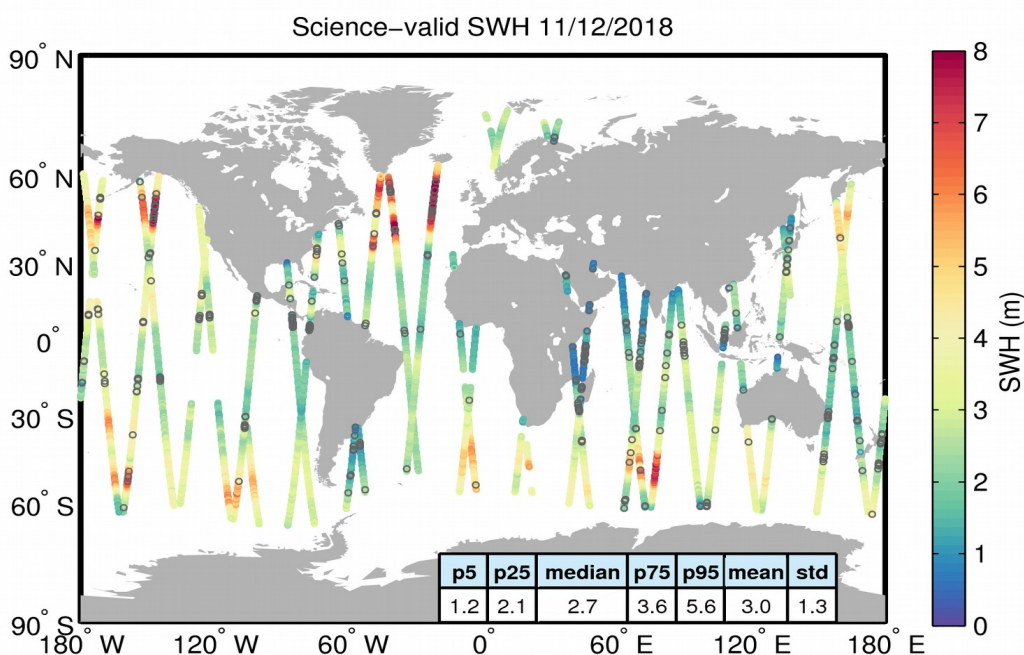 Science−valid SWH 11/12/2018
90° N
60° N
30° N
0°
30° S
60° S
90° S
180° W
120° W
60° W
0°
60° E
120° E
180° E
p5 p25 median p75 p95 mean std
1.2 2.1 2.7 3.6 5.6 3.0 1.3
8
7
6
5
4
3
2
1
0
SWH (m)